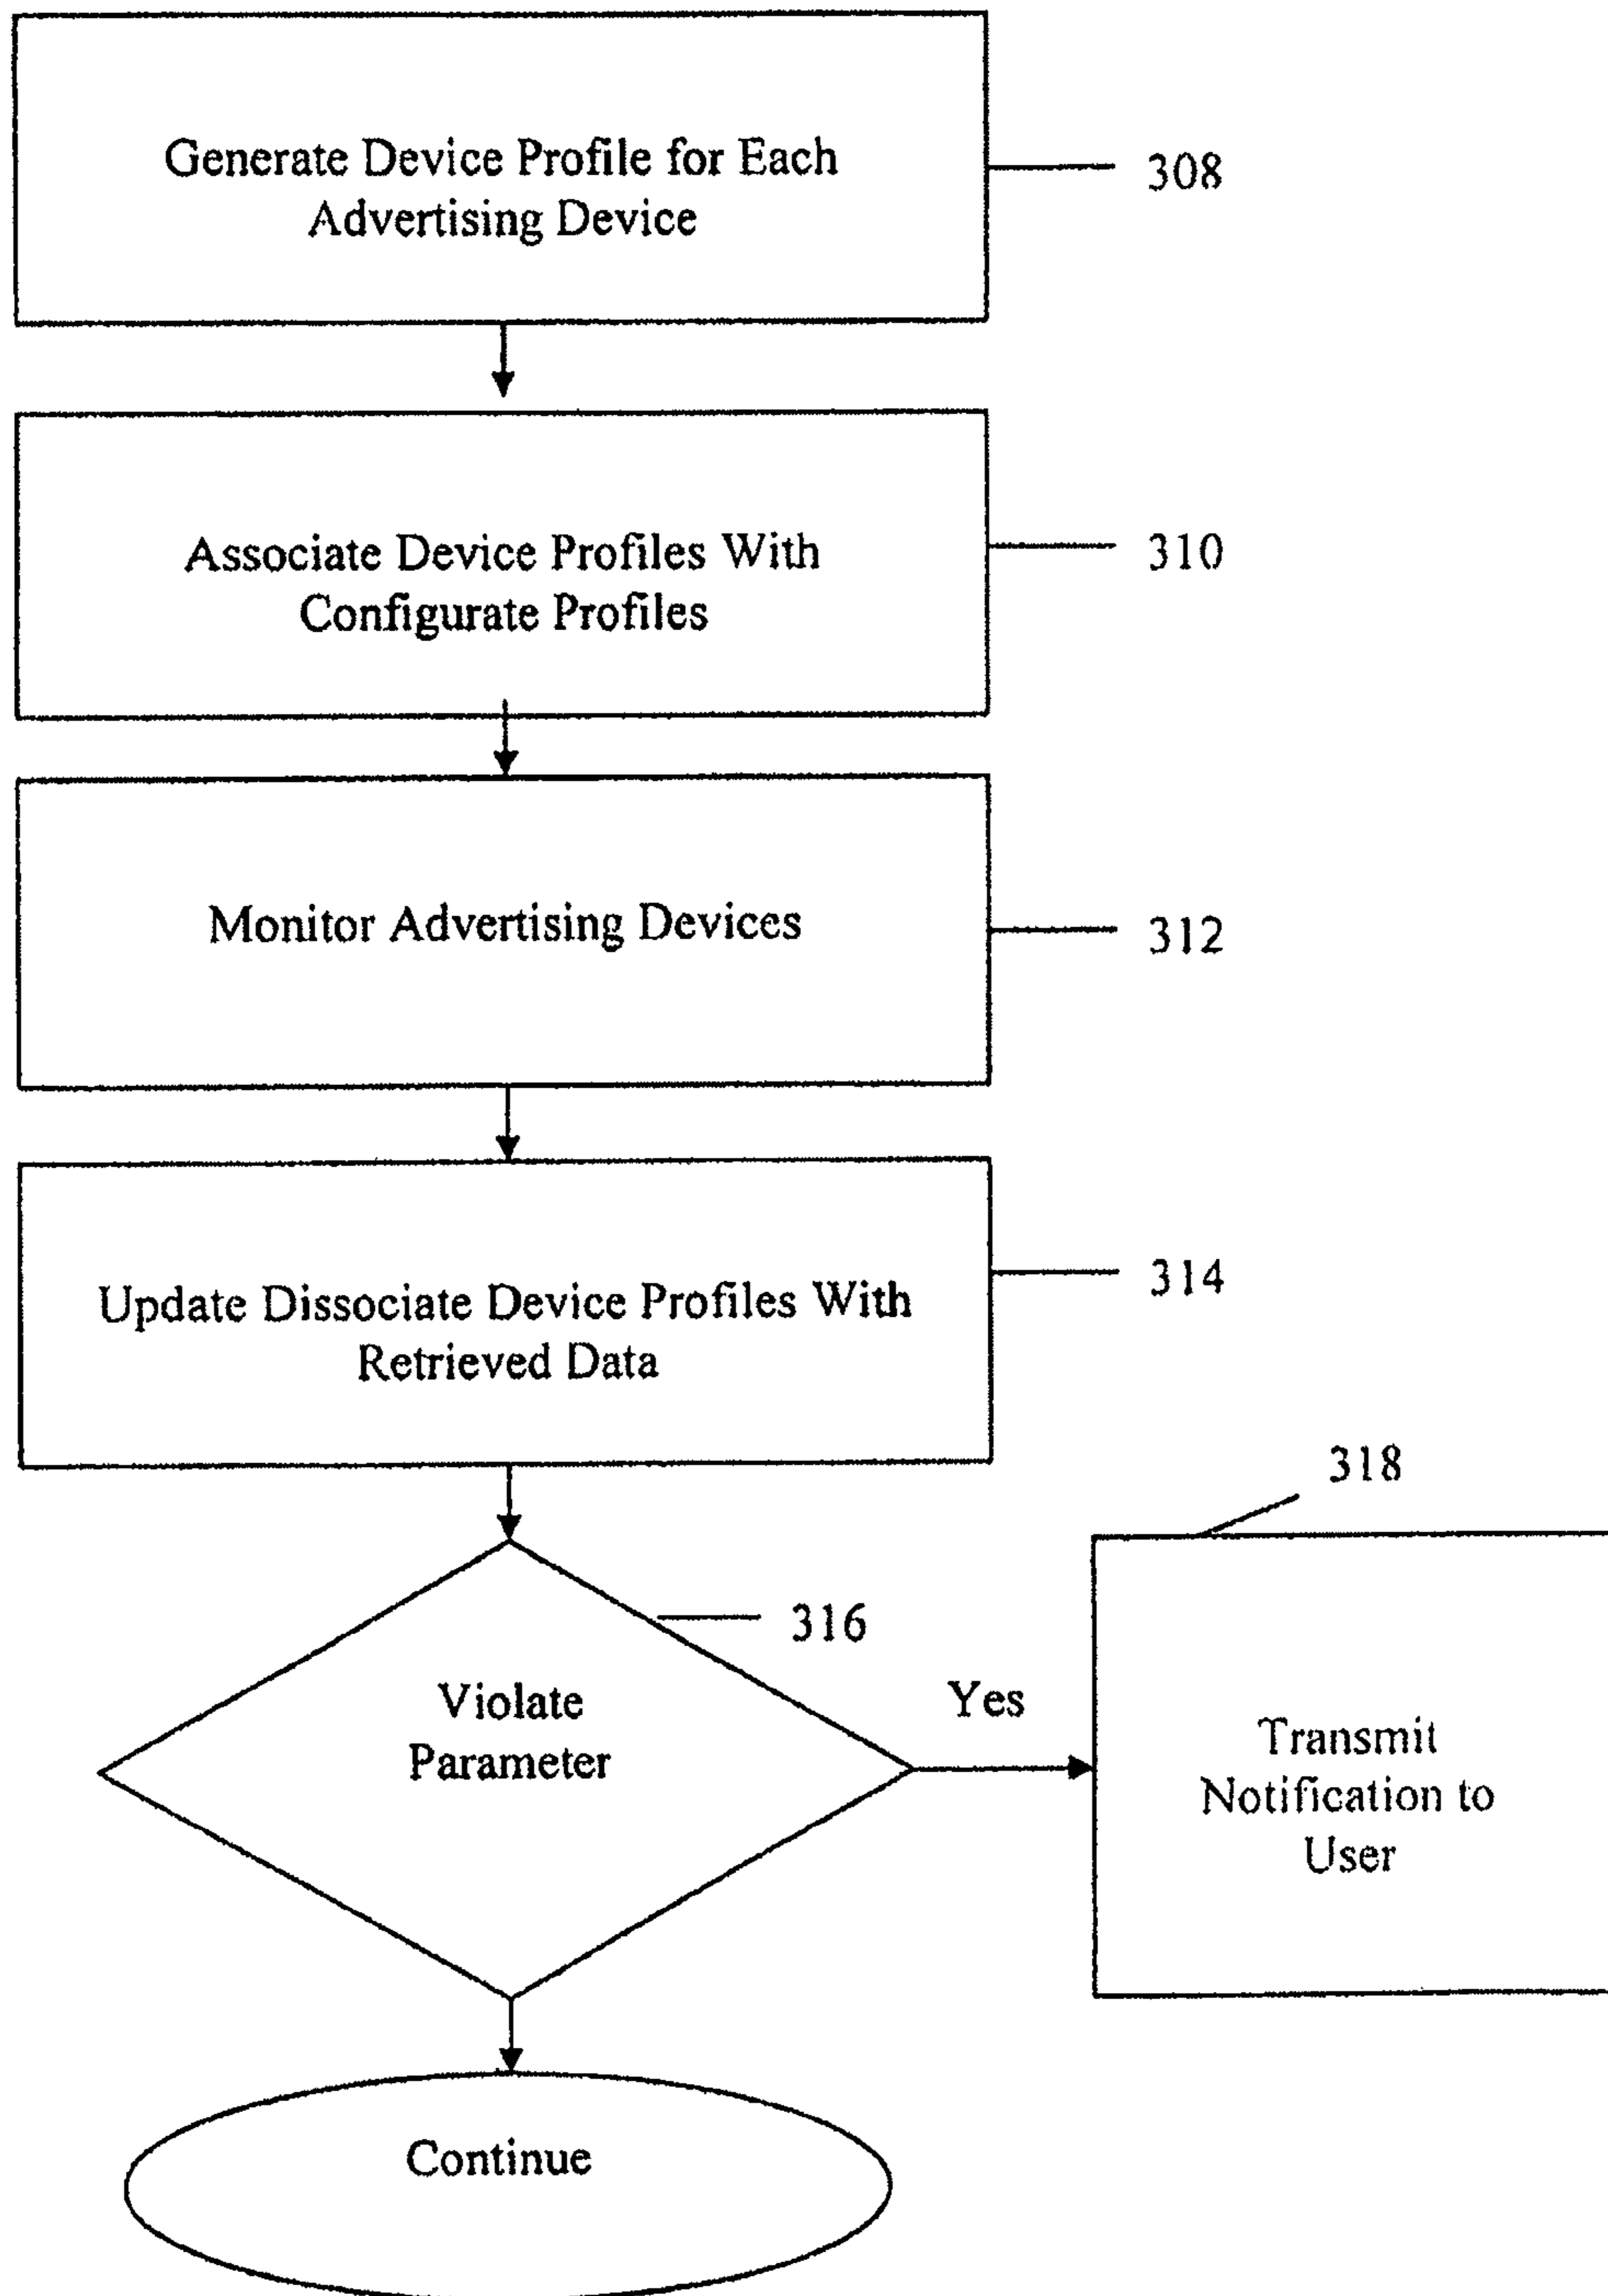 Generate Device Profile for Each
Advertising Device
308
Associate Device Profiles With
Configurate Profiles
310
Monitor Advertising Devices
312
Update Dissociate Device Profiles With
Retrieved Data
314
318
316
Violate
Parameter
Yes
Transmit
Notification to
User
Continue